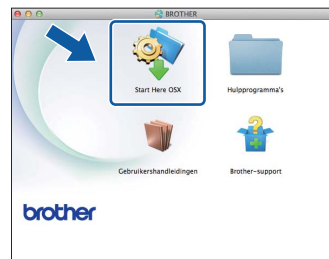 BROTHER
Start Here OSX
Hulpprogramma's
Gebruikershandleidingen
Brother-support
brother